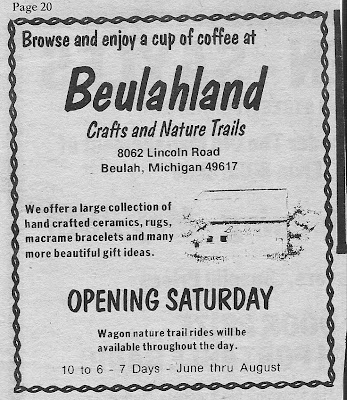 Page 20
Browse and enjoy a cup of coffee at
Beulahland
Crafts and Nature Trails
8062 Lincoln Road
Beulah, Michigan 49617
We offer a large collection of
hand crafted ceramics, rugs,
macrame bracelets and many
more beautiful gift ideas.
OPENING SATURDAY
Wagon nature trail rides will be
available throughout the day.
10 to 6 - 7 Days - June thru August